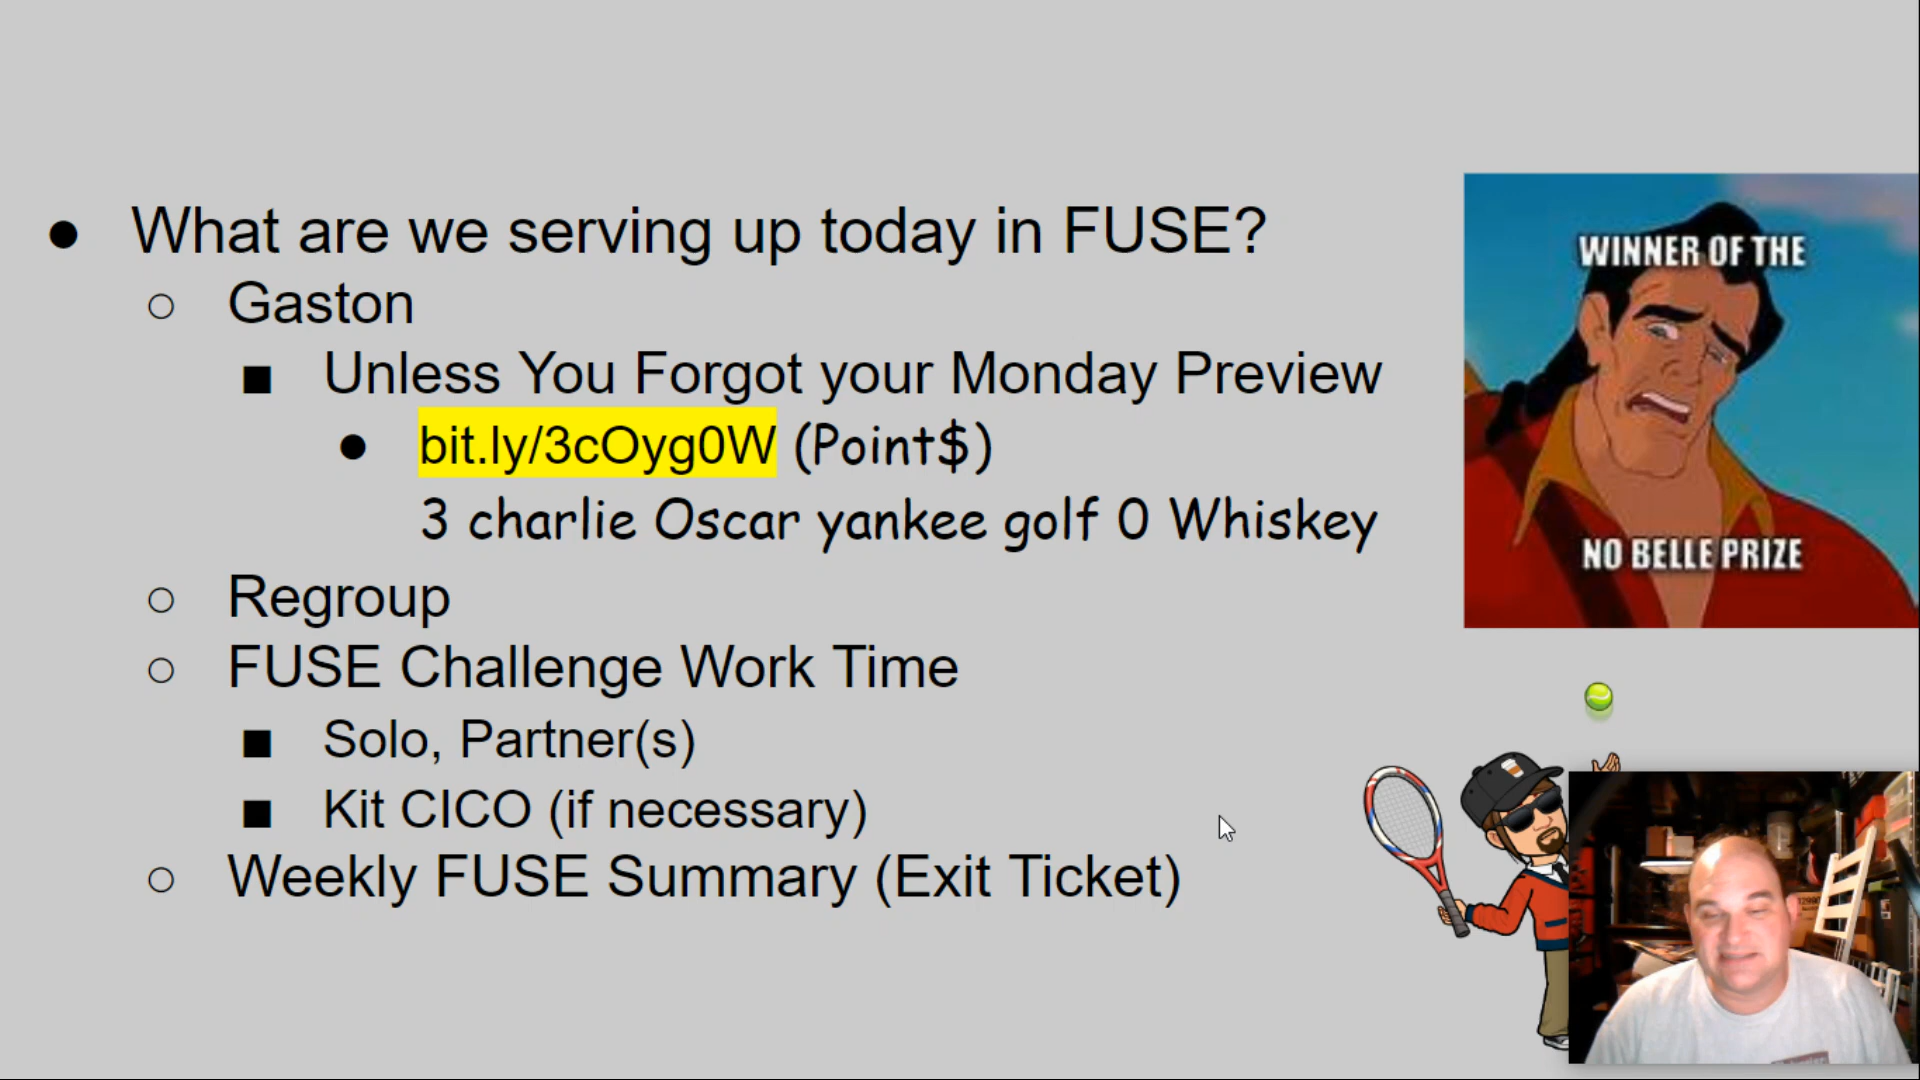 What are we serving up today in FUSE?
Gaston
Unless You Forgot your Monday Preview
bit.ly/3cOyg0W (Point$)
3 charlie Oscar yankee golf 0 Whiskey
Regroup
FUSE Challenge Work Time
Solo, Partner(s)
Kit CICO (if necessary)
Weekly FUSE Summary (Exit Ticket)
WINNER OF THE
NO BELLE PRIZE